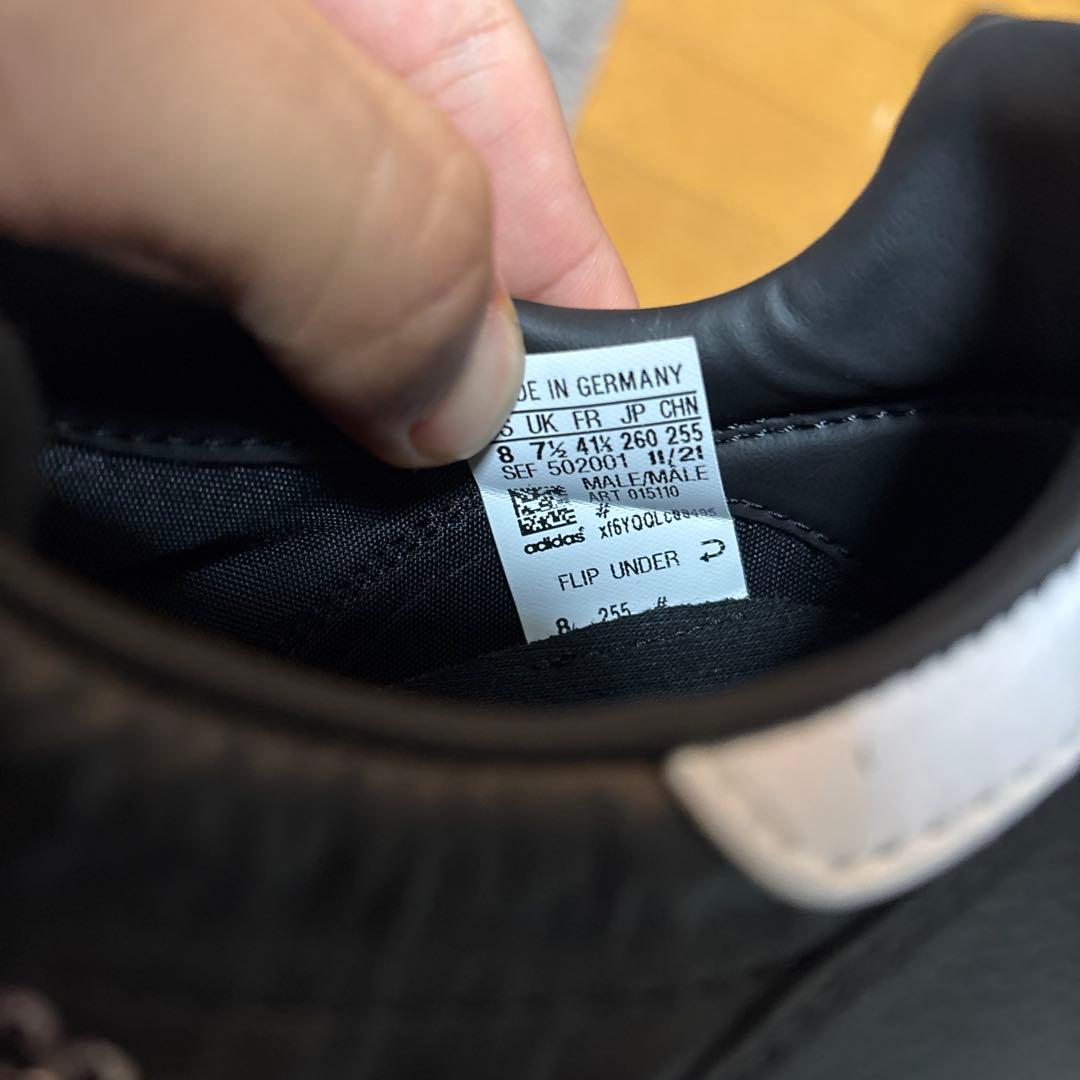 DE IN GERMANY
S UK FR JP CHN
8 7½ 41⅓ 260 255
SEF 502001 11/21
MALE/MÂLE
ART 015110
#
adidas
FLIP UNDER
255 #